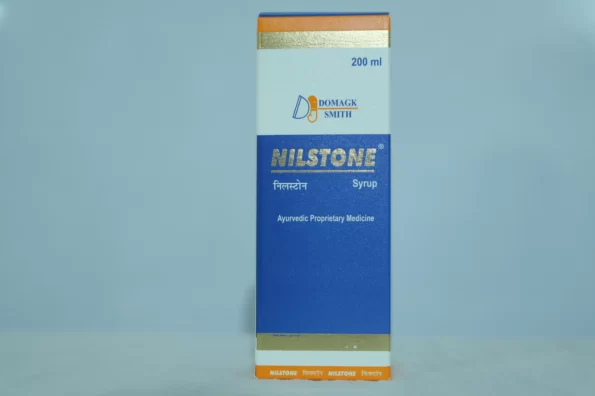 200 ml
DOMAGK
SMITH
NILSTONE®
निलस्टोन Syrup
Ayurvedic Proprietary Medicine
NILSTONE निलस्टोन NILSTONE निलस्टोन